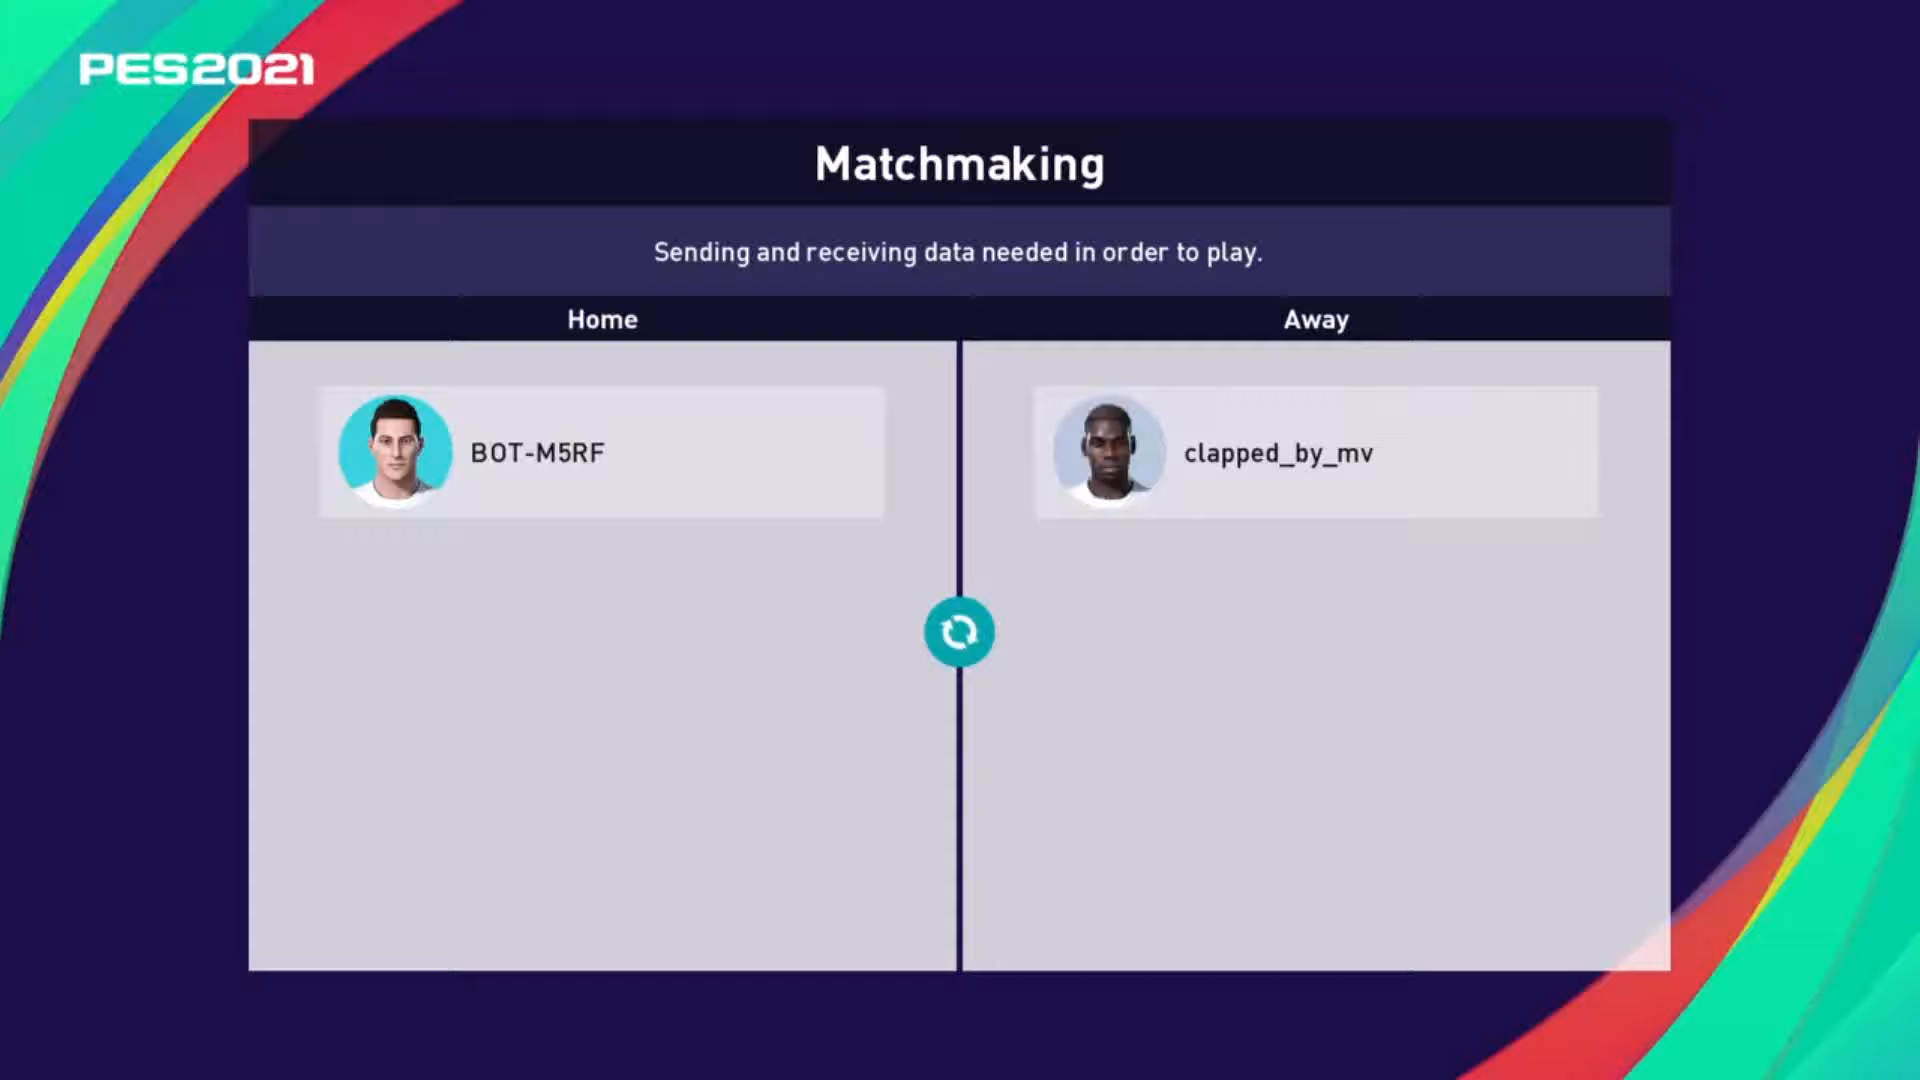 PES2021
Matchmaking
Sending and receiving data needed in order to play.
Home
Away
BOT-M5RF
clapped_by_mv